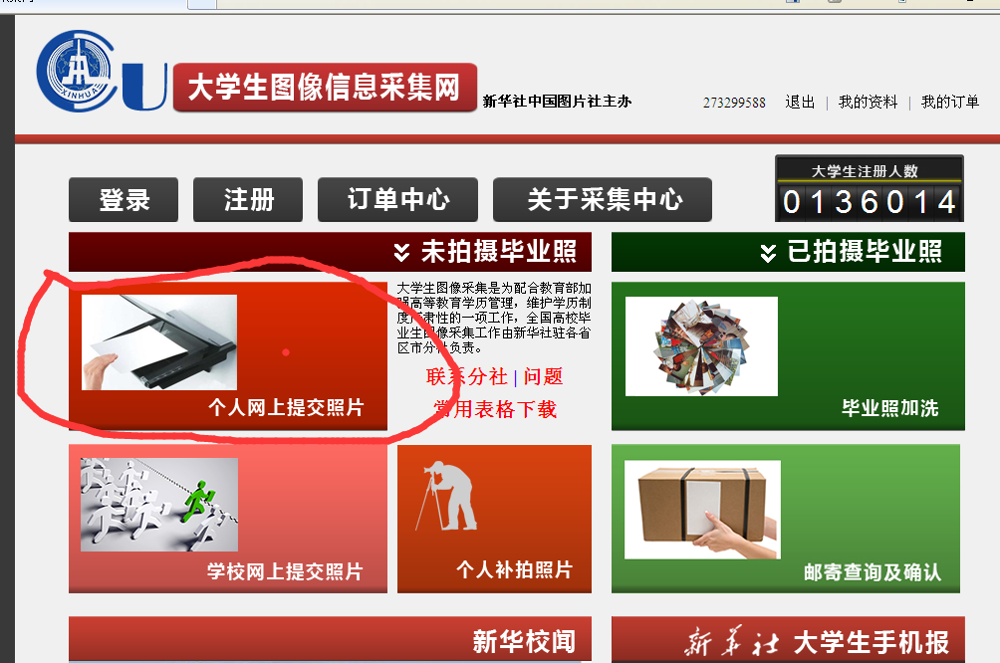 XINHUA
大学生图像信息采集网
新华社中国图片社主办
273299588 退出 | 我的资料 | 我的订单
大学生注册人数
0136014
登录 注册 订单中心 关于采集中心
未拍摄毕业照
已拍摄毕业照
大学生图像采集是为配合教育部加
强高等教育学历管理，维护学历制
度严肃性的一项工作，全国高校毕
业生图像采集工作由新华社驻各省
区市分社负责。
联系分社 | 问题
常用表格下载
个人网上提交照片
毕业照加洗
学校网上提交照片
个人补拍照片
邮寄查询及确认
新华校闻
新华社 大学生手机报